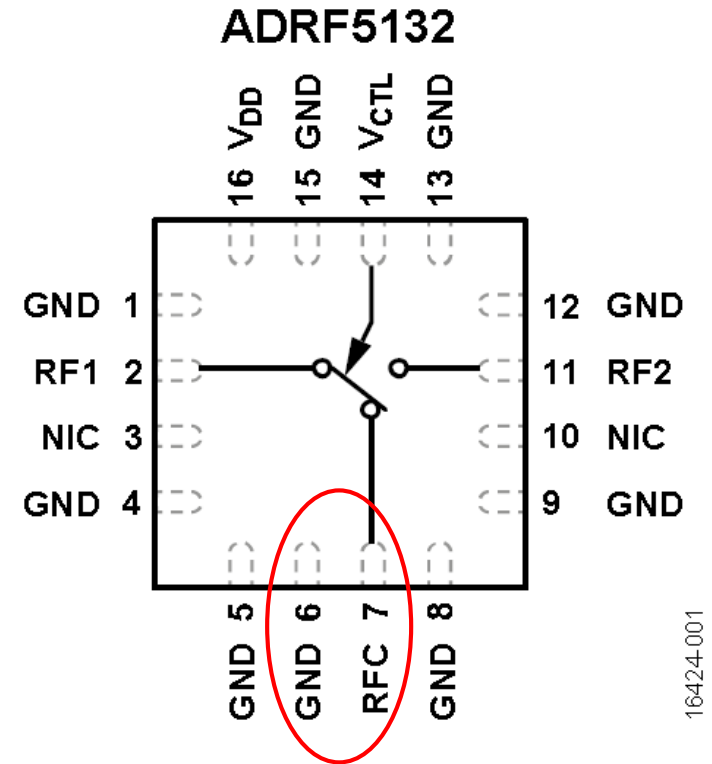 ADRF5132
16 VDD
15 GND
14 VCTL
13 GND
GND 1
RF1 2
NIC 3
GND 4
12 GND
11 RF2
10 NIC
9 GND
GND 5
GND 6
RFC 7
GND 8
16424-001